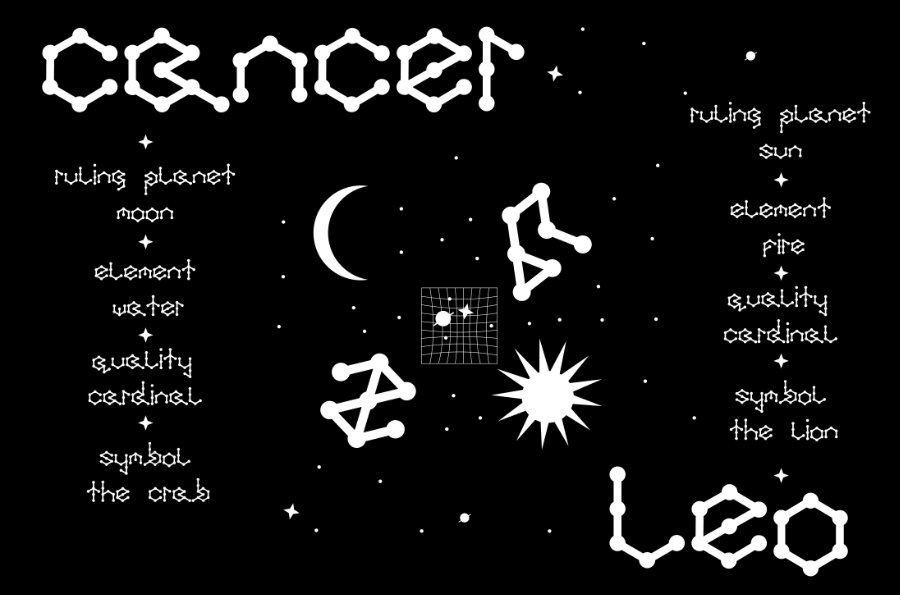 cancer
ruling planet
moon
element
water
quality
cardinal
symbol
the crab
ruling planet
sun
element
fire
quality
cardinal
symbol
the lion
leo